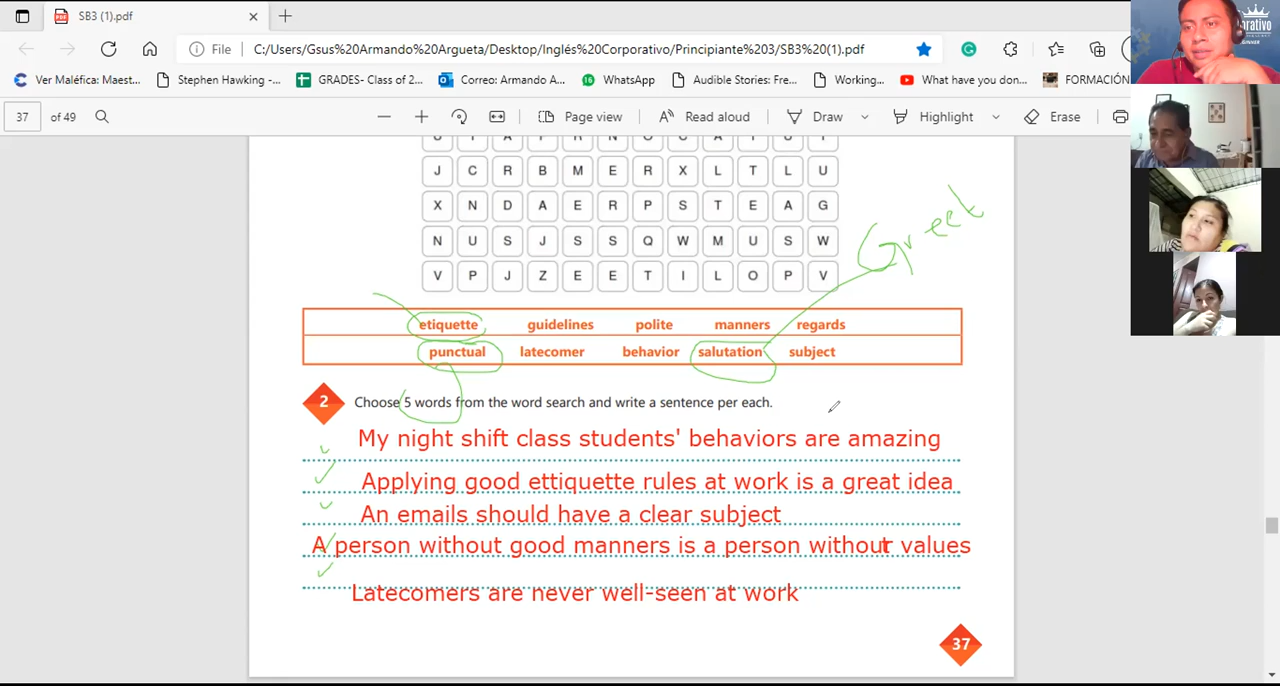 SB3 (1).pdf
File C:/Users/Gsus%20Armando%20Argueta/Desktop/Inglés%20Corporativo/Principiante%203/SB3%20(1).pdf
Ver Maléfica: Maest... Stephen Hawking -... GRADES- Class of 2... Correo: Armando A... WhatsApp Audible Stories: Fre... Working... What have you don... FORMACIÓN
37 of 49 Page view Read aloud Draw Highlight Erase
J C R B M E R X L T L U
X N D A E R P S T E A G
N U S J S S Q W M U S W
V P J Z E E T I L O P V
Greet
etiquette guidelines polite manners regards
punctual latecomer behavior salutation subject
2 Choose 5 words from the word search and write a sentence per each.
My night shift class students' behaviors are amazing
Applying good ettiquette rules at work is a great idea
An emails should have a clear subject
A person without good manners is a person without values
Latecomers are never well-seen at work
37